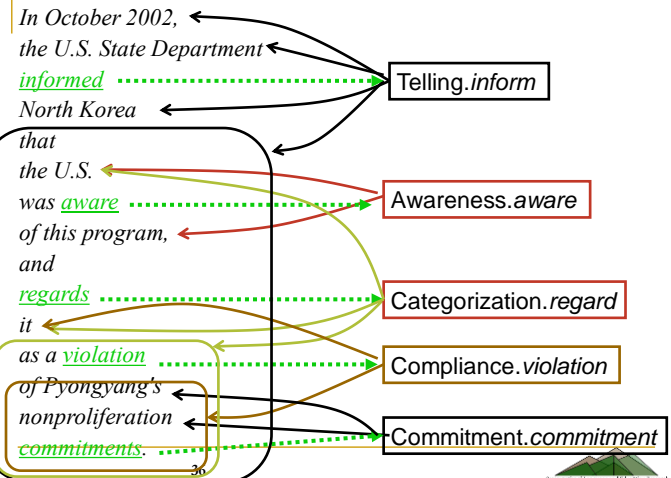 In October 2002,
the U.S. State Department
informed
North Korea
that
the U.S.
was aware
of this program,
and
regards
it
as a violation
of Pyongyang's
nonproliferation
commitments.
Telling.inform
Awareness.aware
Categorization.regard
Compliance.violation
Commitment.commitment
36